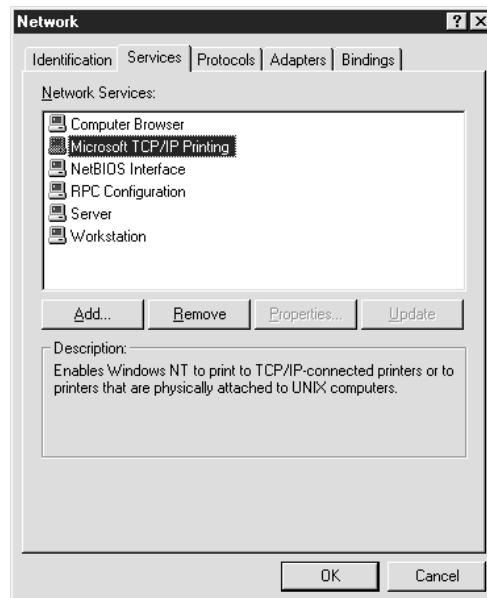 Network
Identification Services Protocols Adapters Bindings
Network Services:
Computer Browser
Microsoft TCP/IP Printing
NetBIOS Interface
RPC Configuration
Server
Workstation
Add... Remove Properties... Update
Description:
Enables Windows NT to print to TCP/IP-connected printers or to
printers that are physically attached to UNIX computers.
OK Cancel